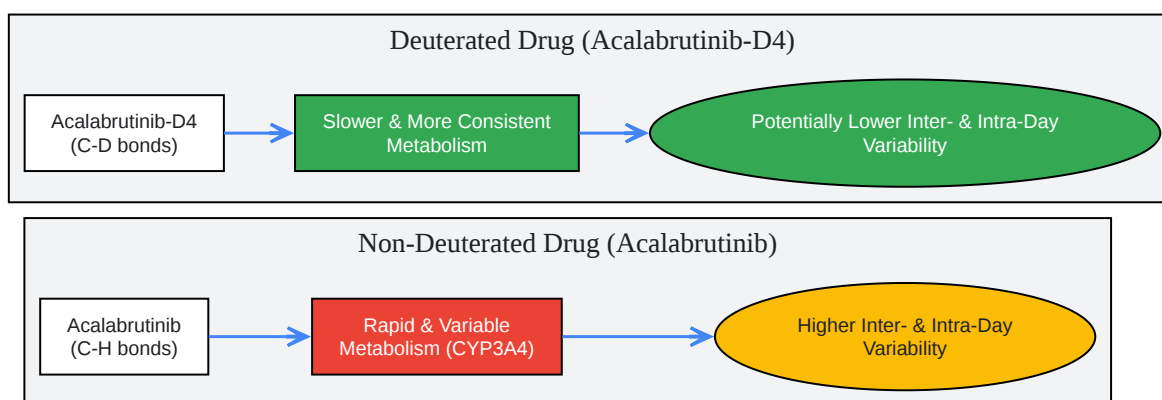 Deuterated Drug (Acalabrutinib-D4)
Acalabrutinib-D4
(C-D bonds)
Slower & More Consistent
Metabolism
Potentially Lower Inter- & Intra-Day
Variability
Non-Deuterated Drug (Acalabrutinib)
Acalabrutinib
(C-H bonds)
Rapid & Variable
Metabolism (CYP3A4)
Higher Inter- & Intra-Day
Variability